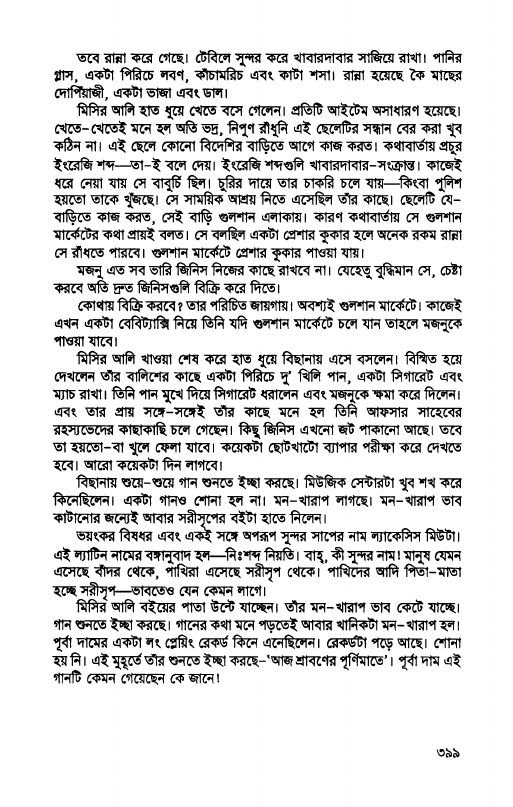 তবে রান্না করে গেছে। টেবিলে সুন্দর করে খাবারদাবার সাজিয়ে রাখা। পানির
গ্লাস, একটা পিরিচে লবণ, কাঁচামরিচ এবং কাটা শসা। রান্না হয়েছে কৈ মাছের
দোপিঁয়াজী, একটা ভাজা এবং ডাল।
মিসির আলি হাত ধুয়ে খেতে বসে গেলেন। প্রতিটি আইটেম অসাধারণ হয়েছে।
খেতে-খেতেই মনে হল অতি ভদ্র, নিপুণ রাঁধুনি এই ছেলেটির সন্ধান বের করা খুব
কঠিন না। এই ছেলে কোনো বিদেশির বাড়িতে আগে কাজ করত। কথাবার্তায় প্রচুর
ইংরেজি শব্দ—তা-ই বলে দেয়। ইংরেজি শব্দগুলি খাবারদাবার-সংক্রান্ত। কাজেই
ধরে নেয়া যায় সে বাবুর্চি ছিল। চুরির দায়ে তার চাকরি চলে যায়—কিংবা পুলিশ
হয়তো তাকে খুঁজছে। সে সাময়িক আশ্রয় নিতে এসেছিল তাঁর কাছে। ছেলেটি যে-
বাড়িতে কাজ করত, সেই বাড়ি গুলশান এলাকায়। কারণ কথাবার্তায় সে গুলশান
মার্কেটের কথা প্রায়ই বলত। সে বলছিল একটা প্রেশার কুকার হলে অনেক রকম রান্না
সে রাঁধতে পারবে। গুলশান মার্কেটে প্রেশার কুকার পাওয়া যায়।
মজনু এত সব ভারি জিনিস নিজের কাছে রাখবে না। যেহেতু বুদ্ধিমান সে, চেষ্টা
করবে অতি দ্রুত জিনিসগুলি বিক্রি করে দিতে।
কোথায় বিক্রি করবে? তার পরিচিত জায়গায়। অবশ্যই গুলশান মার্কেটে। কাজেই
এখন একটা বেবিট্যাক্সি নিয়ে তিনি যদি গুলশান মার্কেটে চলে যান তাহলে মজনুকে
পাওয়া যাবে।
মিসির আলি খাওয়া শেষ করে হাত ধুয়ে বিছানায় এসে বসলেন। বিস্মিত হয়ে
দেখলেন তাঁর বালিশের কাছে একটা পিরিচে দু' খিলি পান, একটা সিগারেট এবং
ম্যাচ রাখা। তিনি পান মুখে দিয়ে সিগারেট ধরালেন এবং মজনুকে ক্ষমা করে দিলেন।
এবং তার প্রায় সঙ্গে-সঙ্গেই তাঁর কাছে মনে হল তিনি আফসার সাহেবের
রহস্যভেদের কাছাকাছি চলে গেছেন। কিছু জিনিস এখনো জট পাকানো আছে। তবে
তা হয়তো-বা খুলে ফেলা যাবে। কয়েকটা ছোটখাটো ব্যাপার পরীক্ষা করে দেখতে
হবে। আরো কয়েকটা দিন লাগবে।
বিছানায় শুয়ে-শুয়ে গান শুনতে ইচ্ছা করছে। মিউজিক সেন্টারটা খুব শখ করে
কিনেছিলেন। একটা গানও শোনা হল না। মন-খারাপ লাগছে। মন-খারাপ ভাব
কাটানোর জন্যেই আবার সরীসৃপের বইটা হাতে নিলেন।
ভয়ংকর বিষধর এবং একই সঙ্গে অপরূপ সুন্দর সাপের নাম ল্যাকেসিস মিউটা।
এই ল্যাটিন নামের বঙ্গানুবাদ হল—নিঃশব্দ নিয়তি। বাহ্, কী সুন্দর নাম! মানুষ যেমন
এসেছে বাঁদর থেকে, পাখিরা এসেছে সরীসৃপ থেকে। পাখিদের আদি পিতা-মাতা
হচ্ছে সরীসৃপ—ভাবতেও যেন কেমন লাগে।
মিসির আলি বইয়ের পাতা উল্টে যাচ্ছেন। তাঁর মন-খারাপ ভাব কেটে যাচ্ছে।
গান শুনতে ইচ্ছা করছে। গানের কথা মনে পড়তেই আবার খানিকটা মন-খারাপ হল।
পূর্বা দামের একটা লং প্লেয়িং রেকর্ড কিনে এনেছিলেন। রেকর্ডটা পড়ে আছে। শোনা
হয় নি। এই মুহূর্তে তাঁর শুনতে ইচ্ছা করছে-'আজ শ্রাবণের পূর্ণিমাতে'। পূর্বা দাম এই
গানটি কেমন গেয়েছেন কে জানে!
৩৯৯